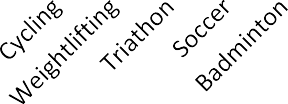 Cycling
Weightlifting
Triathon
Soccer
Badminton